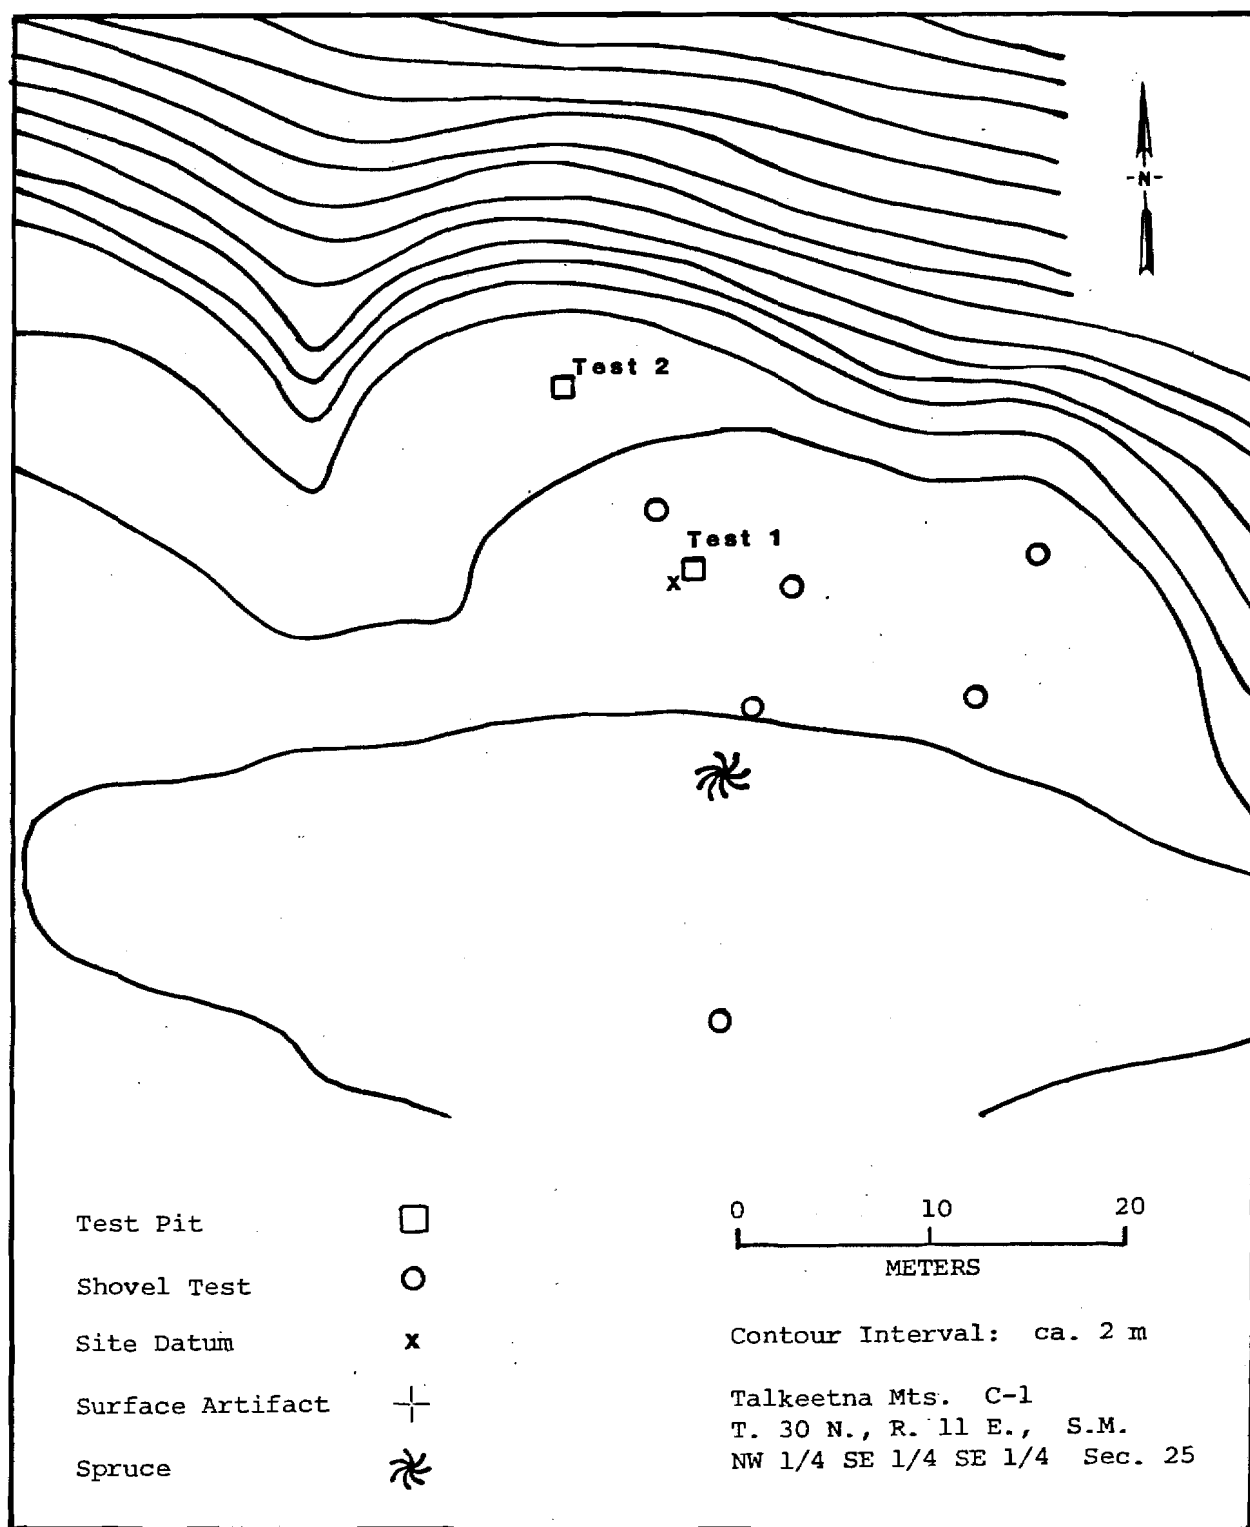 -N-
Test 2
Test 1
x
Test Pit
Shovel Test
Site Datum x
Surface Artifact
Spruce
0 10 20
METERS
Contour Interval: ca. 2 m
Talkeetna Mts. C-1
T. 30 N., R. 11 E., S.M.
NW 1/4 SE 1/4 SE 1/4 Sec. 25